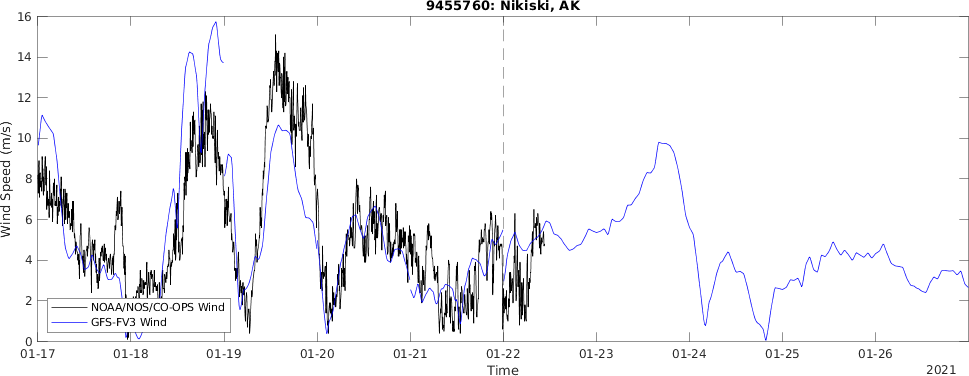 9455760: Nikiski, AK
Wind Speed (m/s)
16
14
12
10
8
6
4
2
0
NOAA/NOS/CO-OPS Wind
GFS-FV3 Wind
01-17 01-18 01-19 01-20 01-21 01-22 01-23 01-24 01-25 01-26
Time
2021